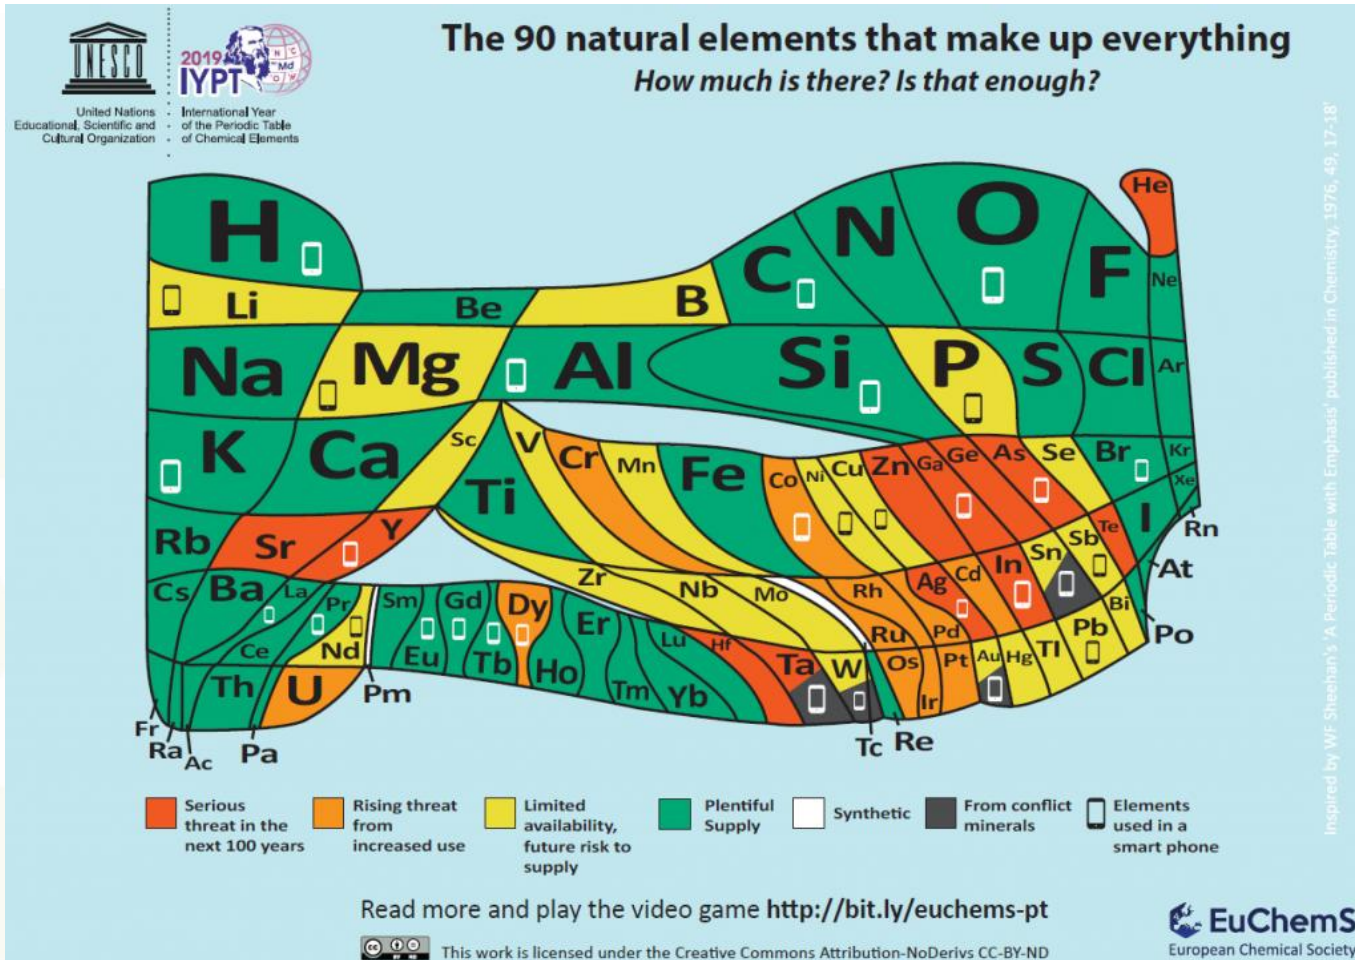 The 90 natural elements that make up everything
How much is there? Is that enough?
UNESCO
2019
IYPT
Md
United Nations
Educational, Scientific and
Cultural Organization
International Year
of the Periodic Table
of Chemical Elements
H
He
Li
Be
B
C
N
O
F
Ne
Na
Mg
Al
Si
P
S
Cl
Ar
K
Ca
Sc
Ti
V
Cr
Mn
Fe
Co
Ni
Cu
Zn
Ga
Ge
As
Se
Br
Kr
Rb
Sr
Y
Zr
Nb
Mo
Tc
Ru
Rh
Pd
Ag
Cd
In
Sn
Sb
Te
I
Xe
Cs
Ba
La
Ce
Pr
Nd
Pm
Sm
Eu
Gd
Tb
Dy
Ho
Er
Tm
Yb
Lu
Hf
Ta
W
Re
Os
Ir
Pt
Au
Hg
Tl
Pb
Bi
Po
At
Rn
Fr
Ra
Ac
Th
Pa
U
Serious
threat in the
next 100 years
Rising threat
from
increased use
Limited
availability,
future risk to
supply
Plentiful
Supply
Synthetic
From conflict
minerals
Elements
used in a
smart phone
Read more and play the video game http://bit.ly/euchems-pt
This work is licensed under the Creative Commons Attribution-NoDerivs CC-BY-ND
EuChemS
European Chemical Society
Inspired by WF Sheehan's 'A Periodic Table with Emphasis' published in Chemistry, 1976, 49, 17-18'